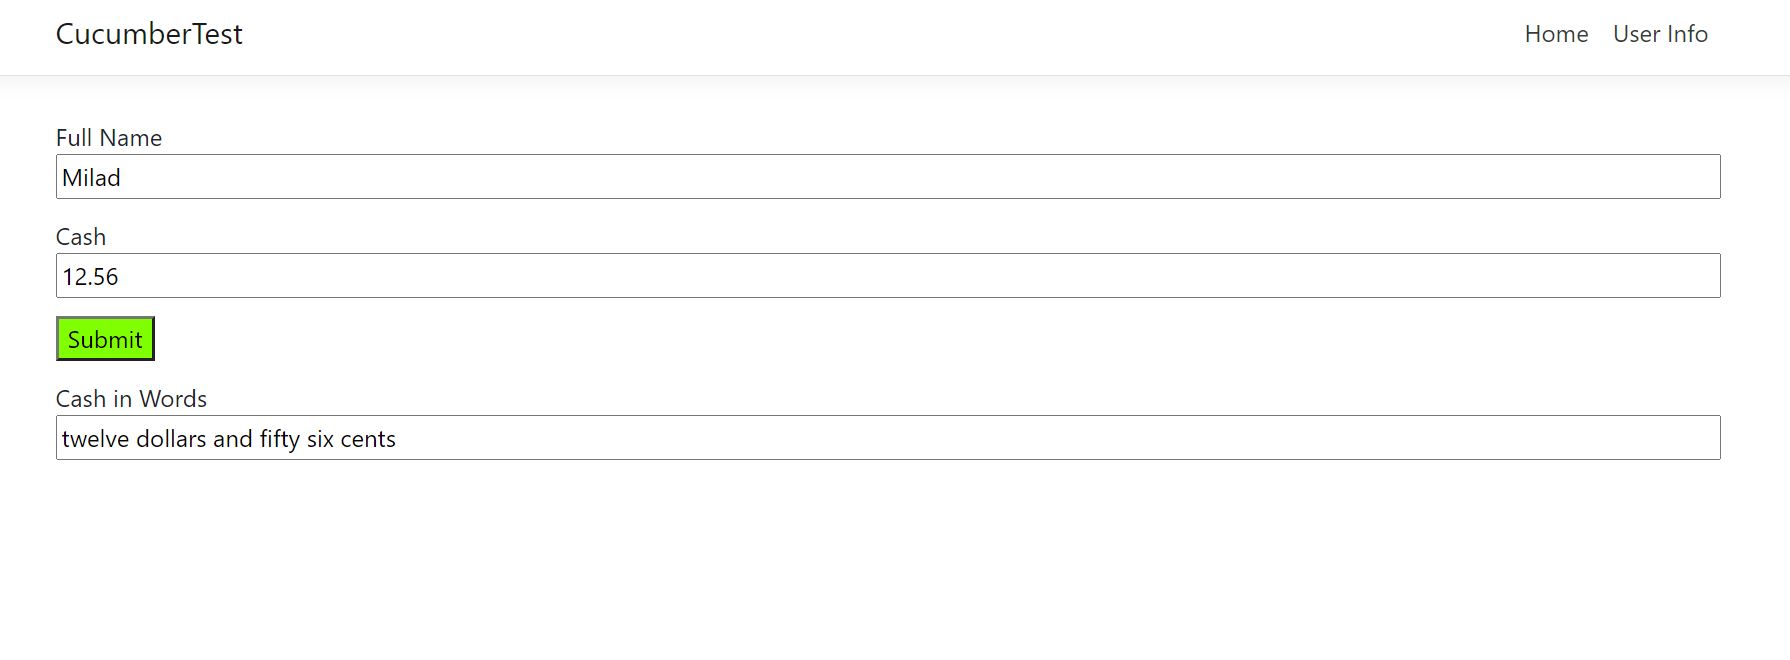 CucumberTest
Home User Info
Full Name
Milad
Cash
12.56
Submit
Cash in Words
twelve dollars and fifty six cents